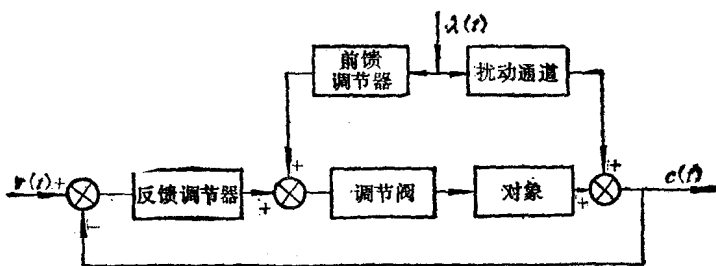 λ(t)
前馈
调节器
扰动通道
+
+
r(t)
+
反馈调节器
+
调节阀
对象
+
c(t)
−